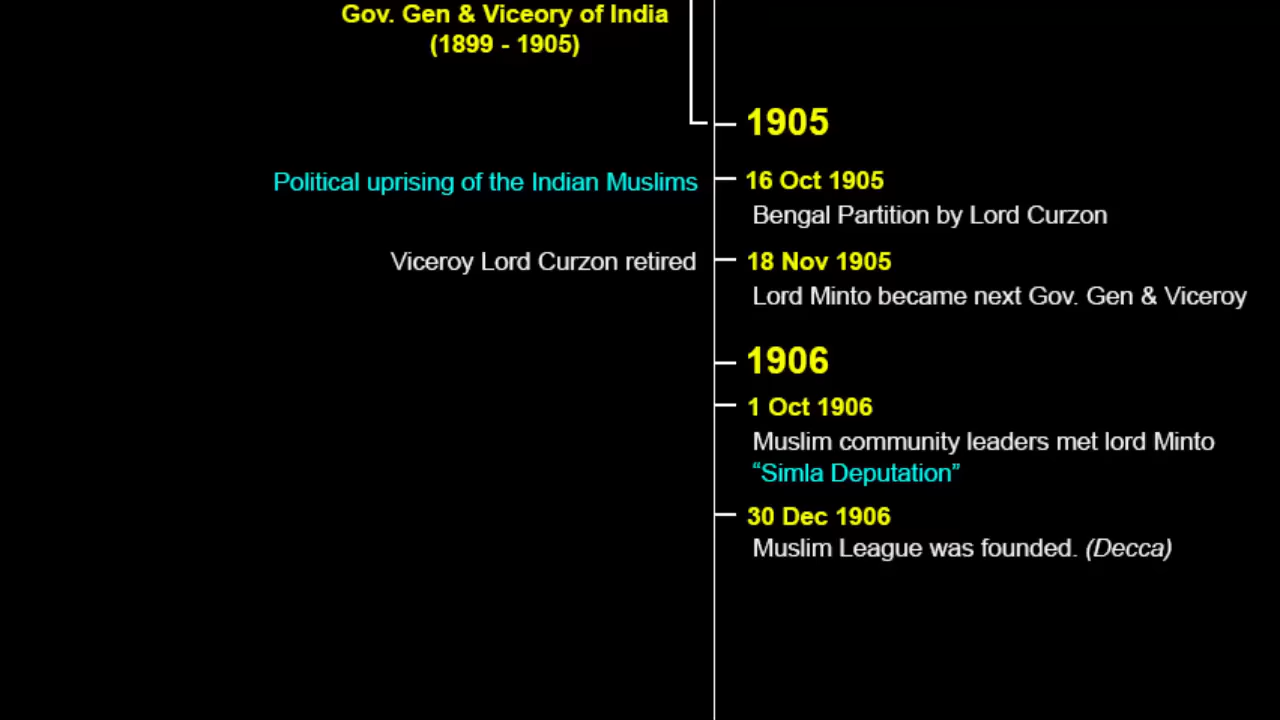 Gov. Gen & Viceory of India
(1899 - 1905)
1905
Political uprising of the Indian Muslims
16 Oct 1905
Bengal Partition by Lord Curzon
Viceroy Lord Curzon retired
18 Nov 1905
Lord Minto became next Gov. Gen & Viceroy
1906
1 Oct 1906
Muslim community leaders met lord Minto
“Simla Deputation”
30 Dec 1906
Muslim League was founded. (Decca)